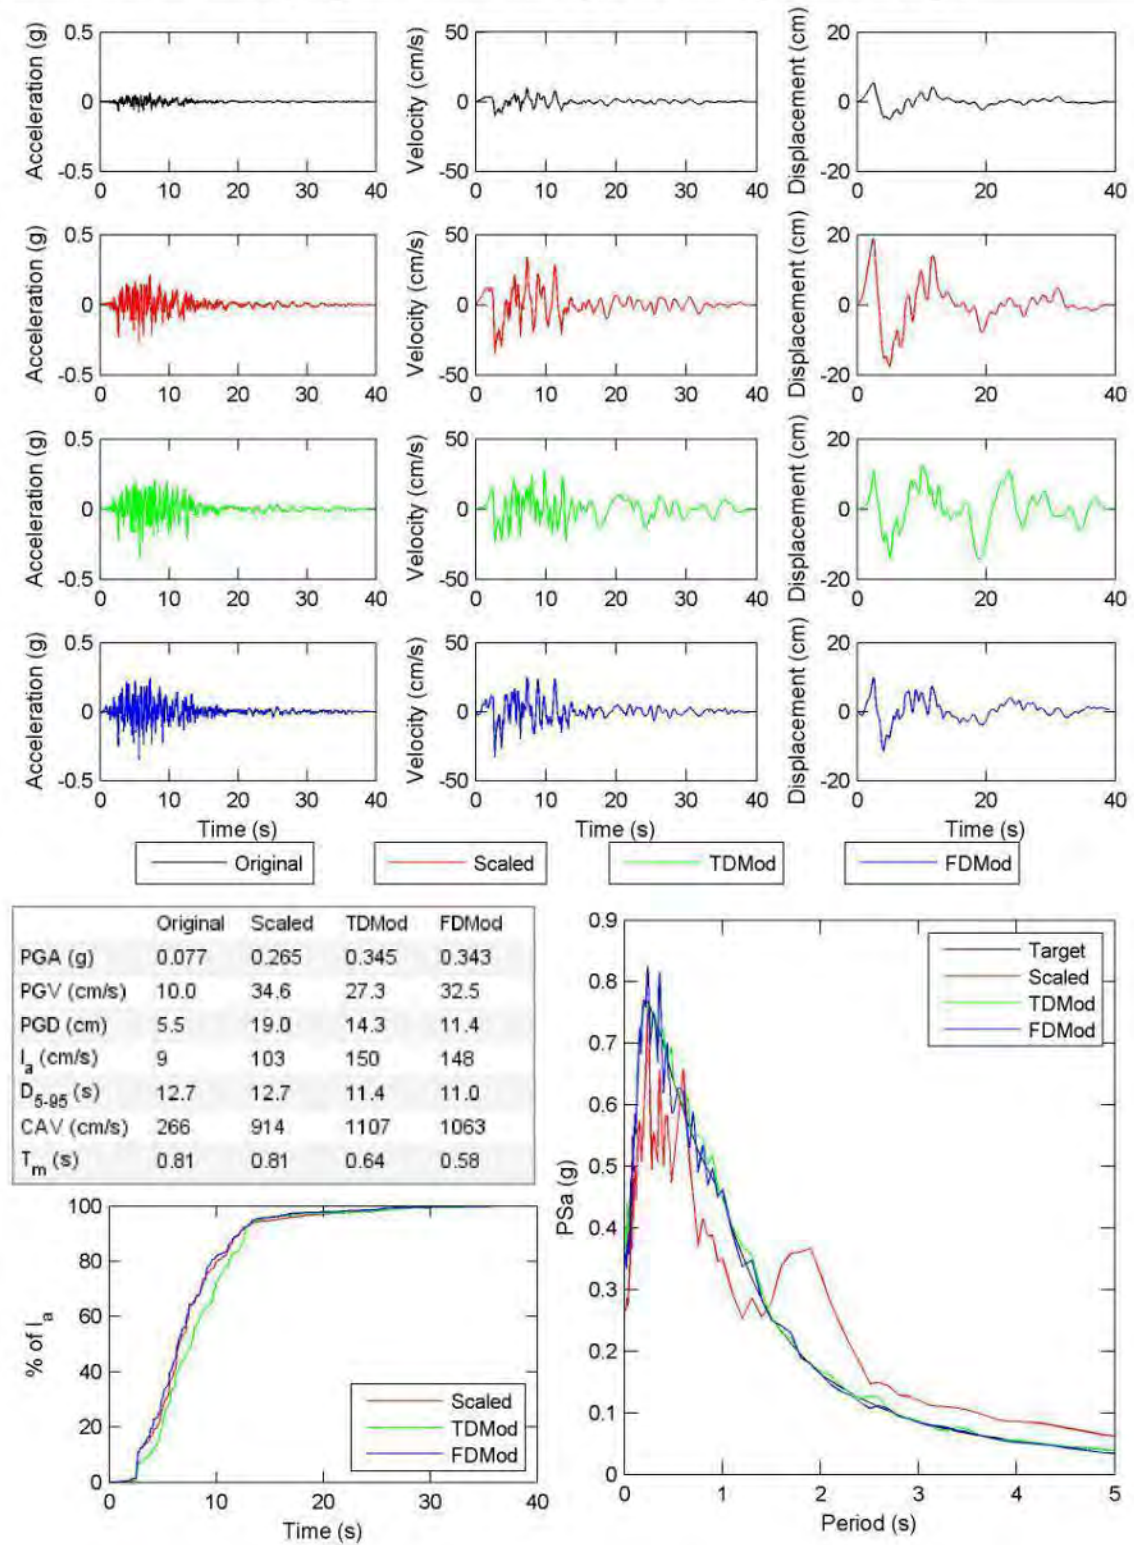 Acceleration (g)
0.5
0
-0.5
0 10 20 30 40
Velocity (cm/s)
50
0
-50
0 10 20 30 40
Displacement (cm)
20
0
-20
0 20 40
Acceleration (g)
0.5
0
-0.5
0 10 20 30 40
Velocity (cm/s)
50
0
-50
0 10 20 30 40
Displacement (cm)
20
0
-20
0 20 40
Acceleration (g)
0.5
0
-0.5
0 10 20 30 40
Velocity (cm/s)
50
0
-50
0 10 20 30 40
Displacement (cm)
20
0
-20
0 20 40
Acceleration (g)
0.5
0
-0.5
0 10 20 30 40
Time (s)
Velocity (cm/s)
50
0
-50
0 10 20 30 40
Time (s)
Displacement (cm)
20
0
-20
0 20 40
Time (s)
Original Scaled TDMod FDMod
Original Scaled TDMod FDMod
PGA (g) 0.077 0.265 0.345 0.343
PGV (cm/s) 10.0 34.6 27.3 32.5
PGD (cm) 5.5 19.0 14.3 11.4
Ia (cm/s) 9 103 150 148
D5-95 (s) 12.7 12.7 11.4 11.0
CAV (cm/s) 266 914 1107 1063
Tm (s) 0.81 0.81 0.64 0.58
% of Ia
100
80
60
40
20
0
0 10 20 30 40
Time (s)
Scaled
TDMod
FDMod
PSa (g)
0.9
0.8
0.7
0.6
0.5
0.4
0.3
0.2
0.1
0
0 1 2 3 4 5
Period (s)
Target
Scaled
TDMod
FDMod